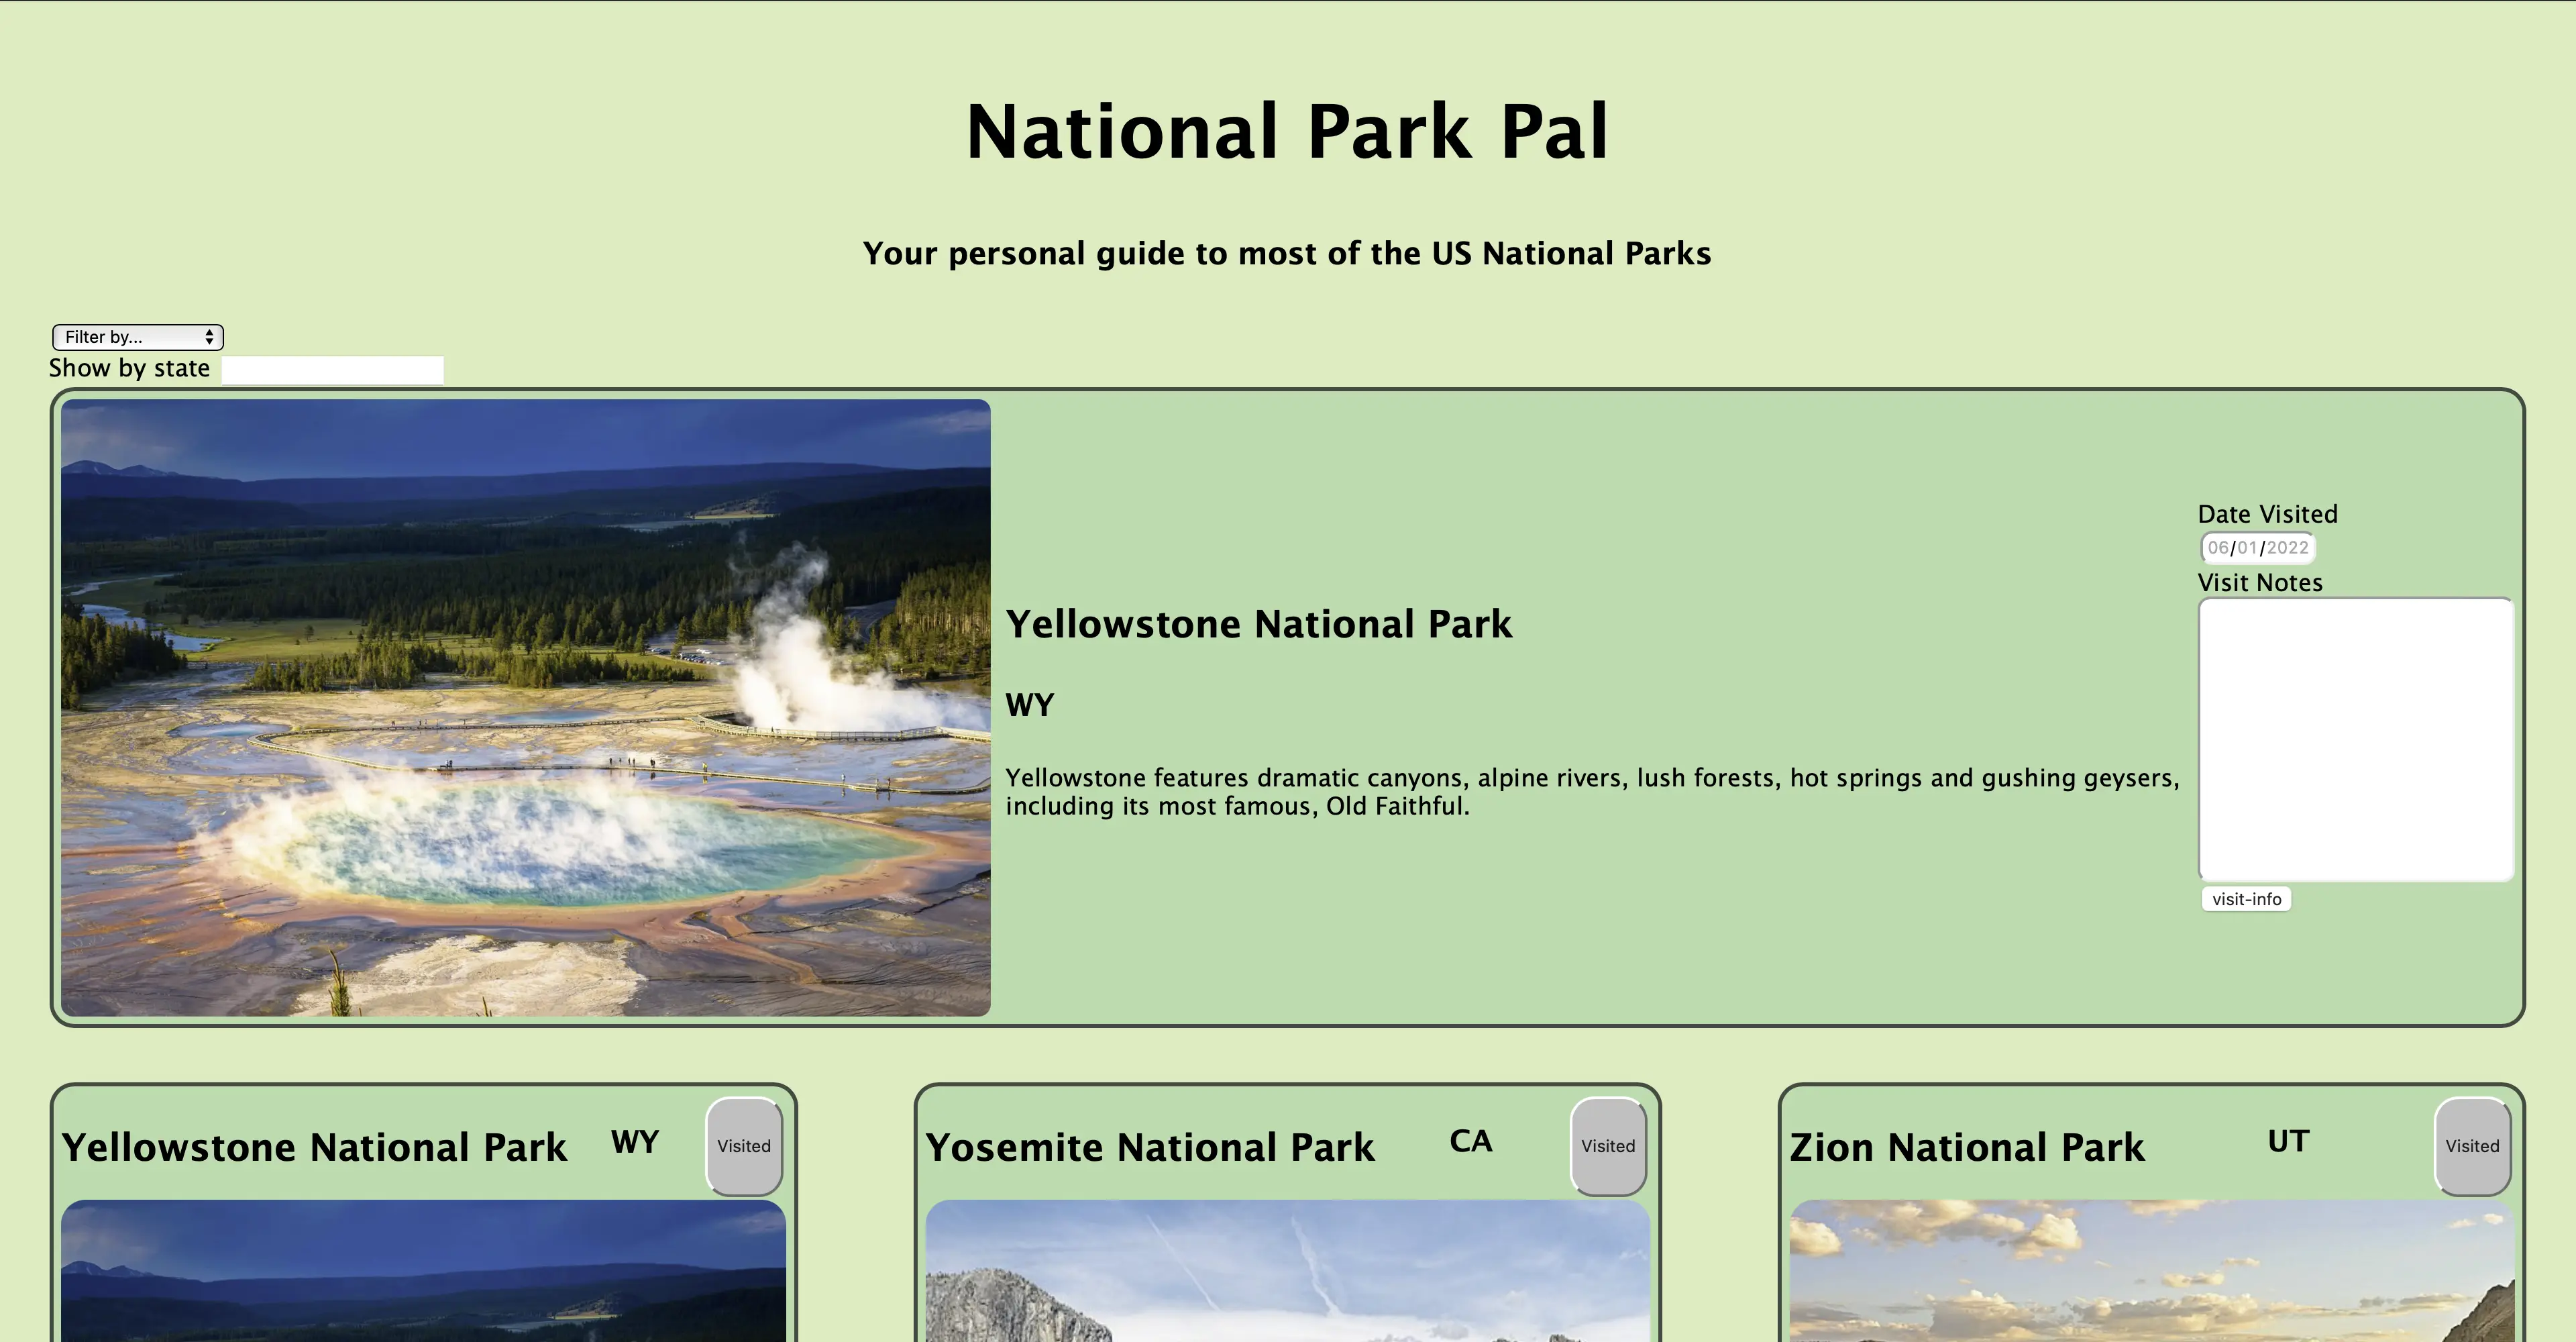 National Park Pal
Your personal guide to most of the US National Parks
Filter by...
Show by state
Date Visited
06/01/2022
Visit Notes
Yellowstone National Park
WY
Yellowstone features dramatic canyons, alpine rivers, lush forests, hot springs and gushing geysers,
including its most famous, Old Faithful.
visit-info
Yellowstone National Park WY Visited
Yosemite National Park CA Visited
Zion National Park UT Visited